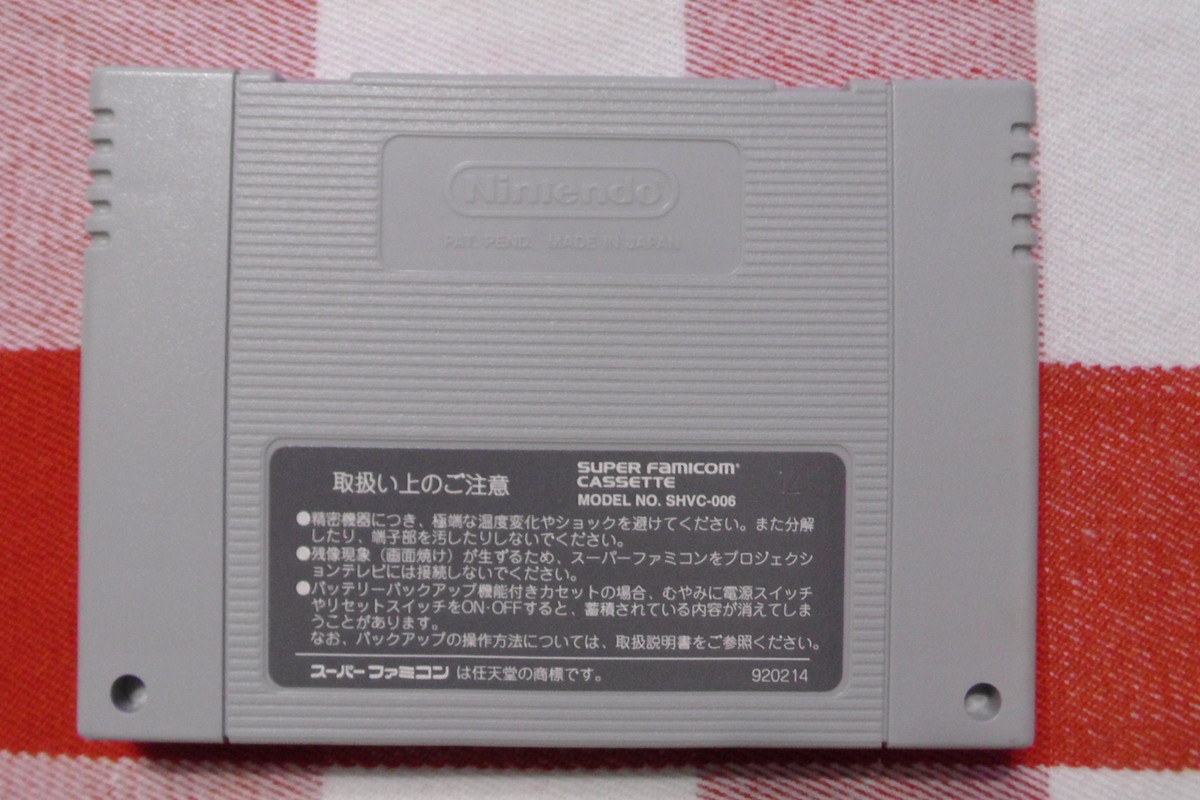 Nintendo
PAT. PEND. MADE IN JAPAN
取扱い上のご注意
SUPER FAMICOM
CASSETTE
MODEL NO. SHVC-006
●精密機器につき、極端な温度変化やショックを避けてください。また分解
したり、端子部を汚したりしないでください。
●残像現象（画面焼け）が生ずるため、スーパーファミコンをプロジェクシ
ョンテレビには接続しないでください。
●バッテリーバックアップ機能付きカセットの場合、むやみに電源スイッチ
やリセットスイッチをON・OFFすると、蓄積されている内容が消えてしま
うことがあります。
なお、バックアップの操作方法については、取扱説明書をご参照ください。
スーパーファミコン は任天堂の商標です。
920214